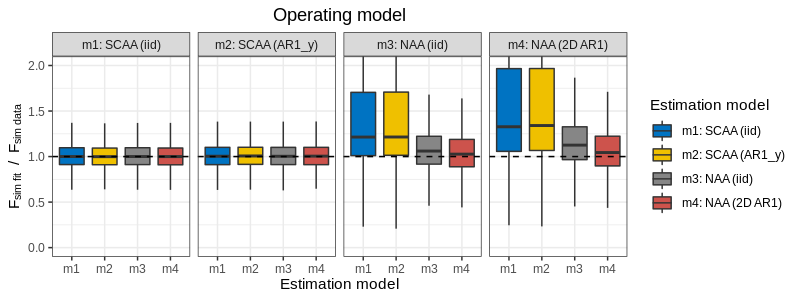 Operating model
m1: SCAA (iid)
m2: SCAA (AR1_y)
m3: NAA (iid)
m4: NAA (2D AR1)
2.0
1.5
1.0
0.5
0.0
Fsim fit / Fsim data
m1 m2 m3 m4
m1 m2 m3 m4
m1 m2 m3 m4
m1 m2 m3 m4
Estimation model
Estimation model
m1: SCAA (iid)
m2: SCAA (AR1_y)
m3: NAA (iid)
m4: NAA (2D AR1)